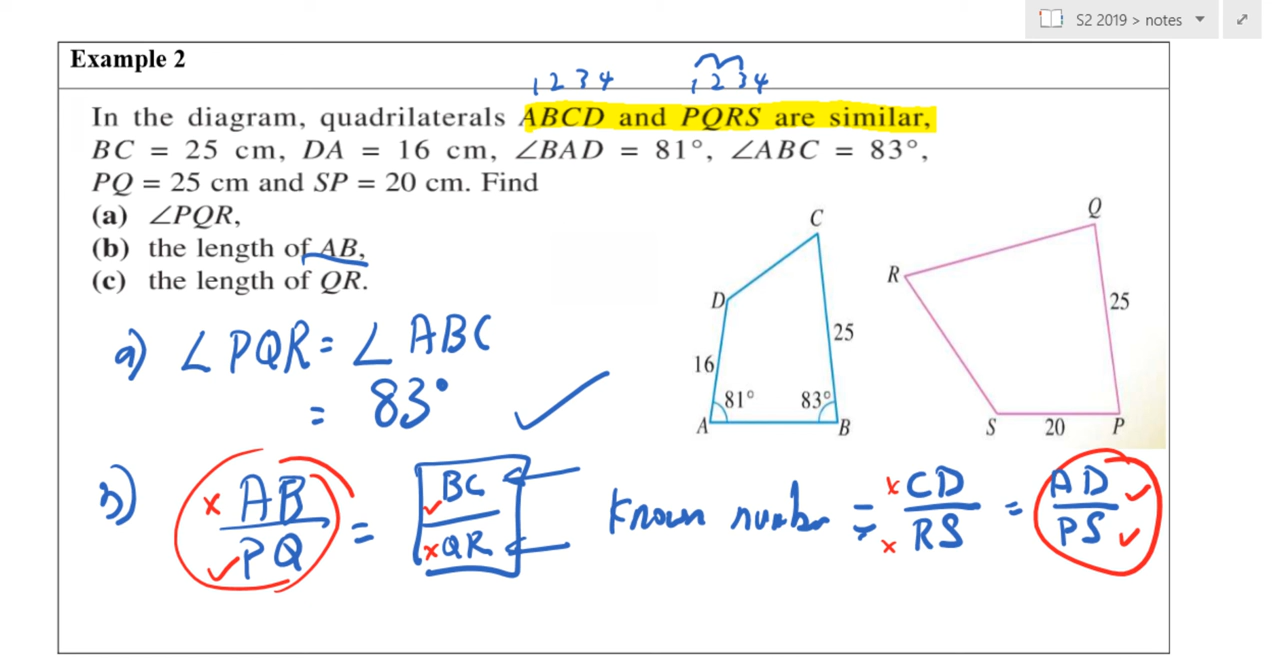 S2 2019 > notes
Example 2
1 2 3 4 1 2 3 4
In the diagram, quadrilaterals ABCD and PQRS are similar,
BC = 25 cm, DA = 16 cm, ∠BAD = 81°, ∠ABC = 83°,
PQ = 25 cm and SP = 20 cm. Find
(a) ∠PQR,
(b) the length of AB,
(c) the length of QR.
C
D
25
16
81° 83°
A B
Q
R
25
S 20 P
a) ∠PQR = ∠ABC
= 83°
b) AB/PQ = BC/QR Known number = CD/RS = AD/PS